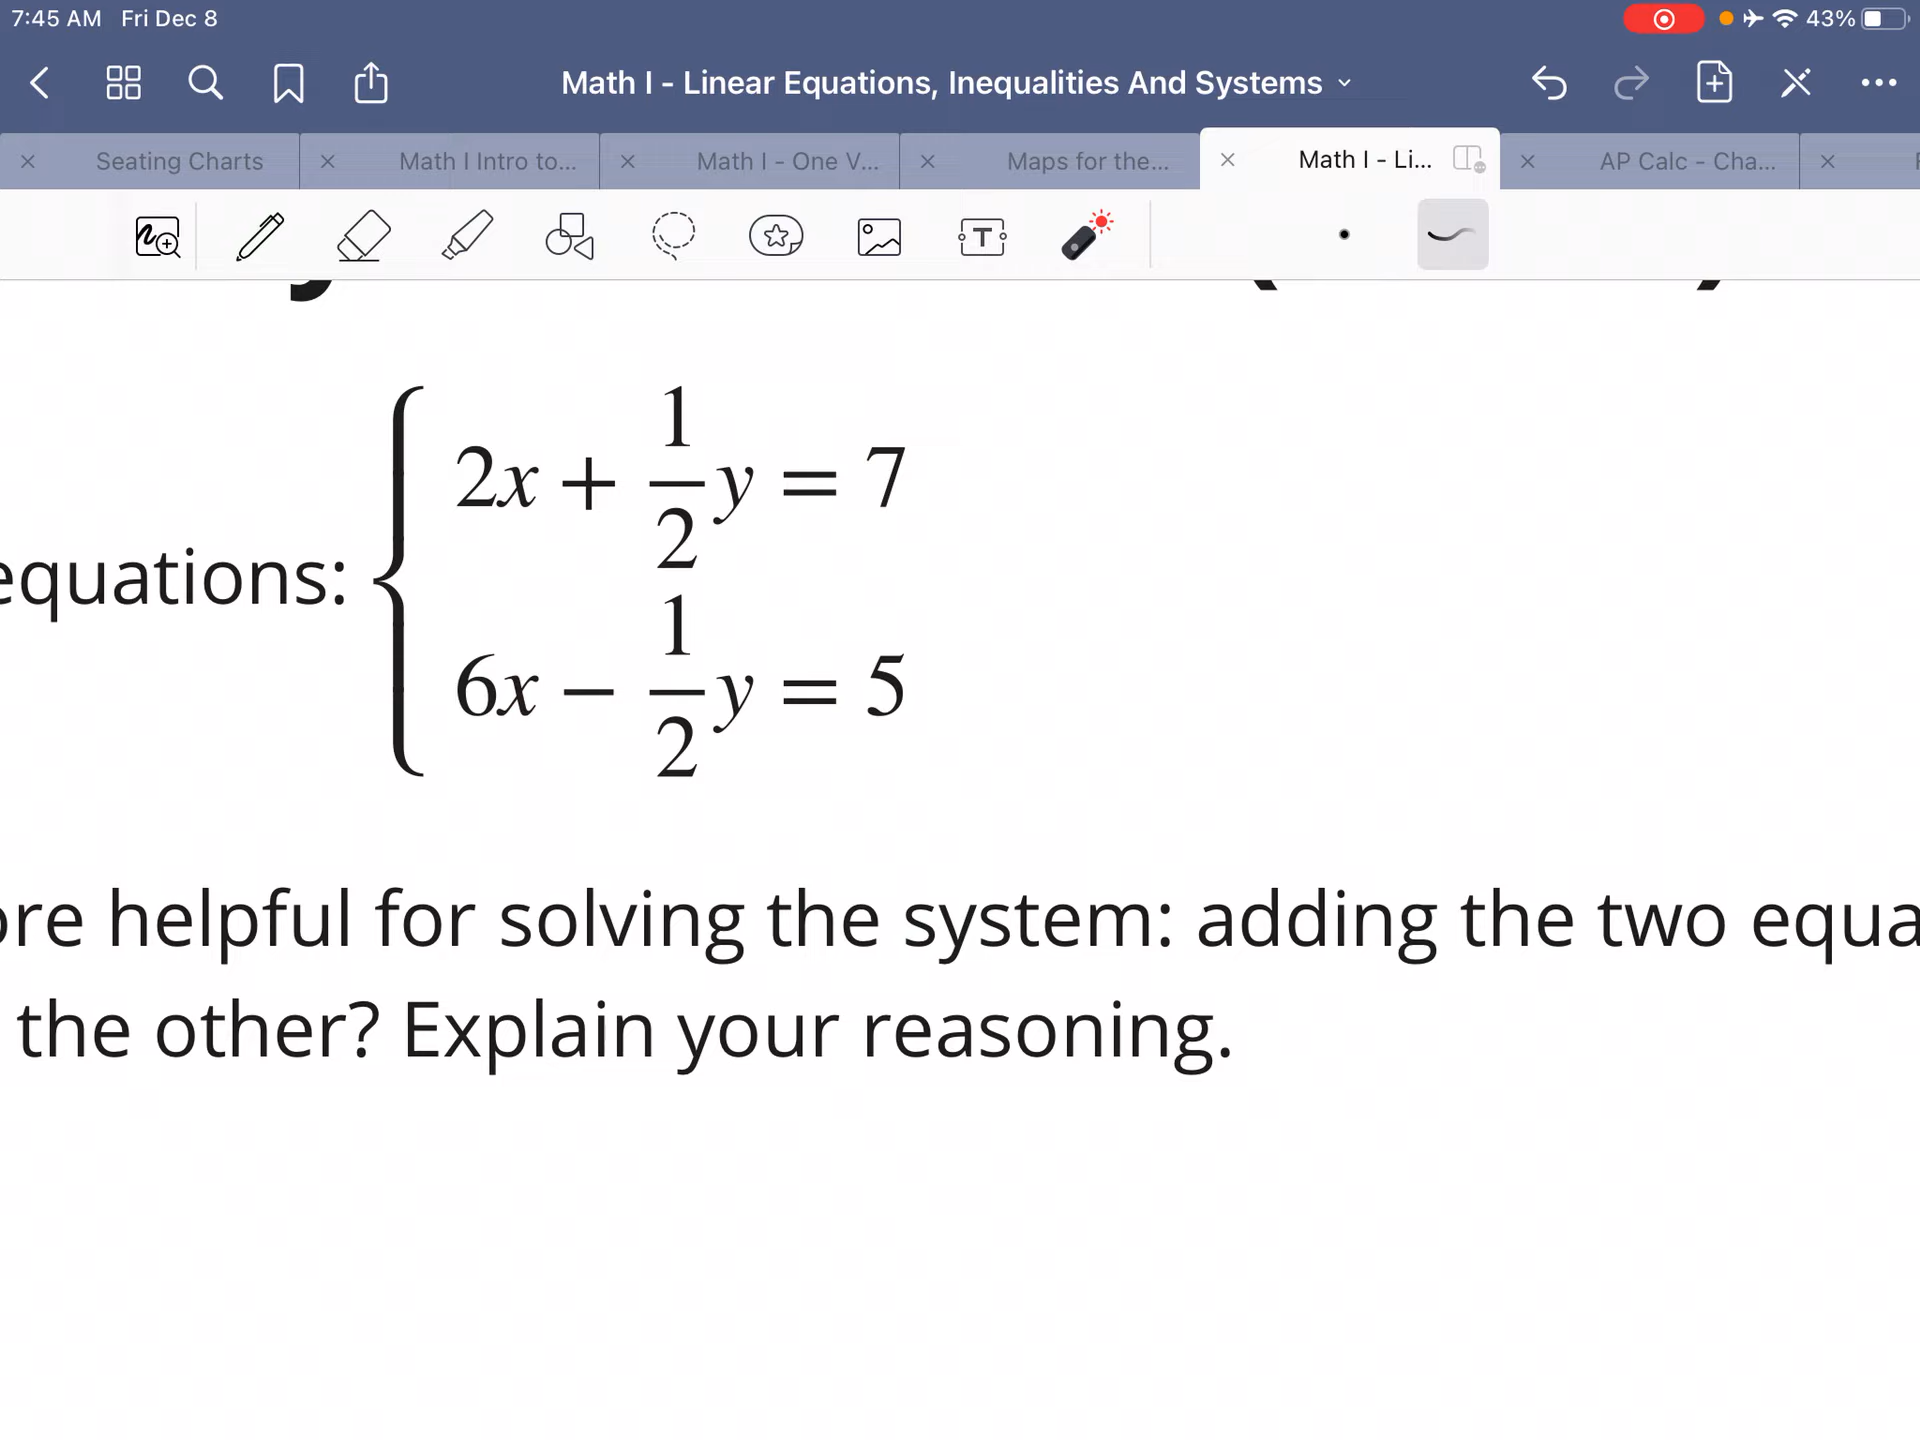 7:45 AM Fri Dec 8
43%
Math I - Linear Equations, Inequalities And Systems
Seating Charts
Math I Intro to...
Math I - One V...
Maps for the...
Math I - Li...
AP Calc - Cha...
T
2x + 1/2 y = 7
equations:
6x − 1/2 y = 5
ore helpful for solving the system: adding the two equa
the other? Explain your reasoning.